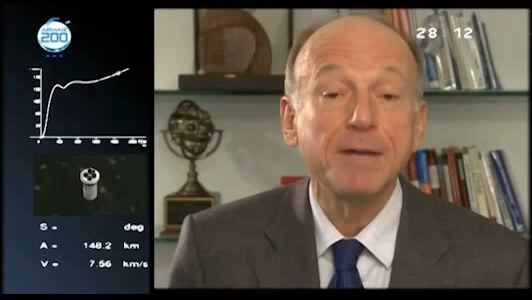 ARIANE
200
28 12
S = deg
A = 148.2 km
V = 7.56 km/s